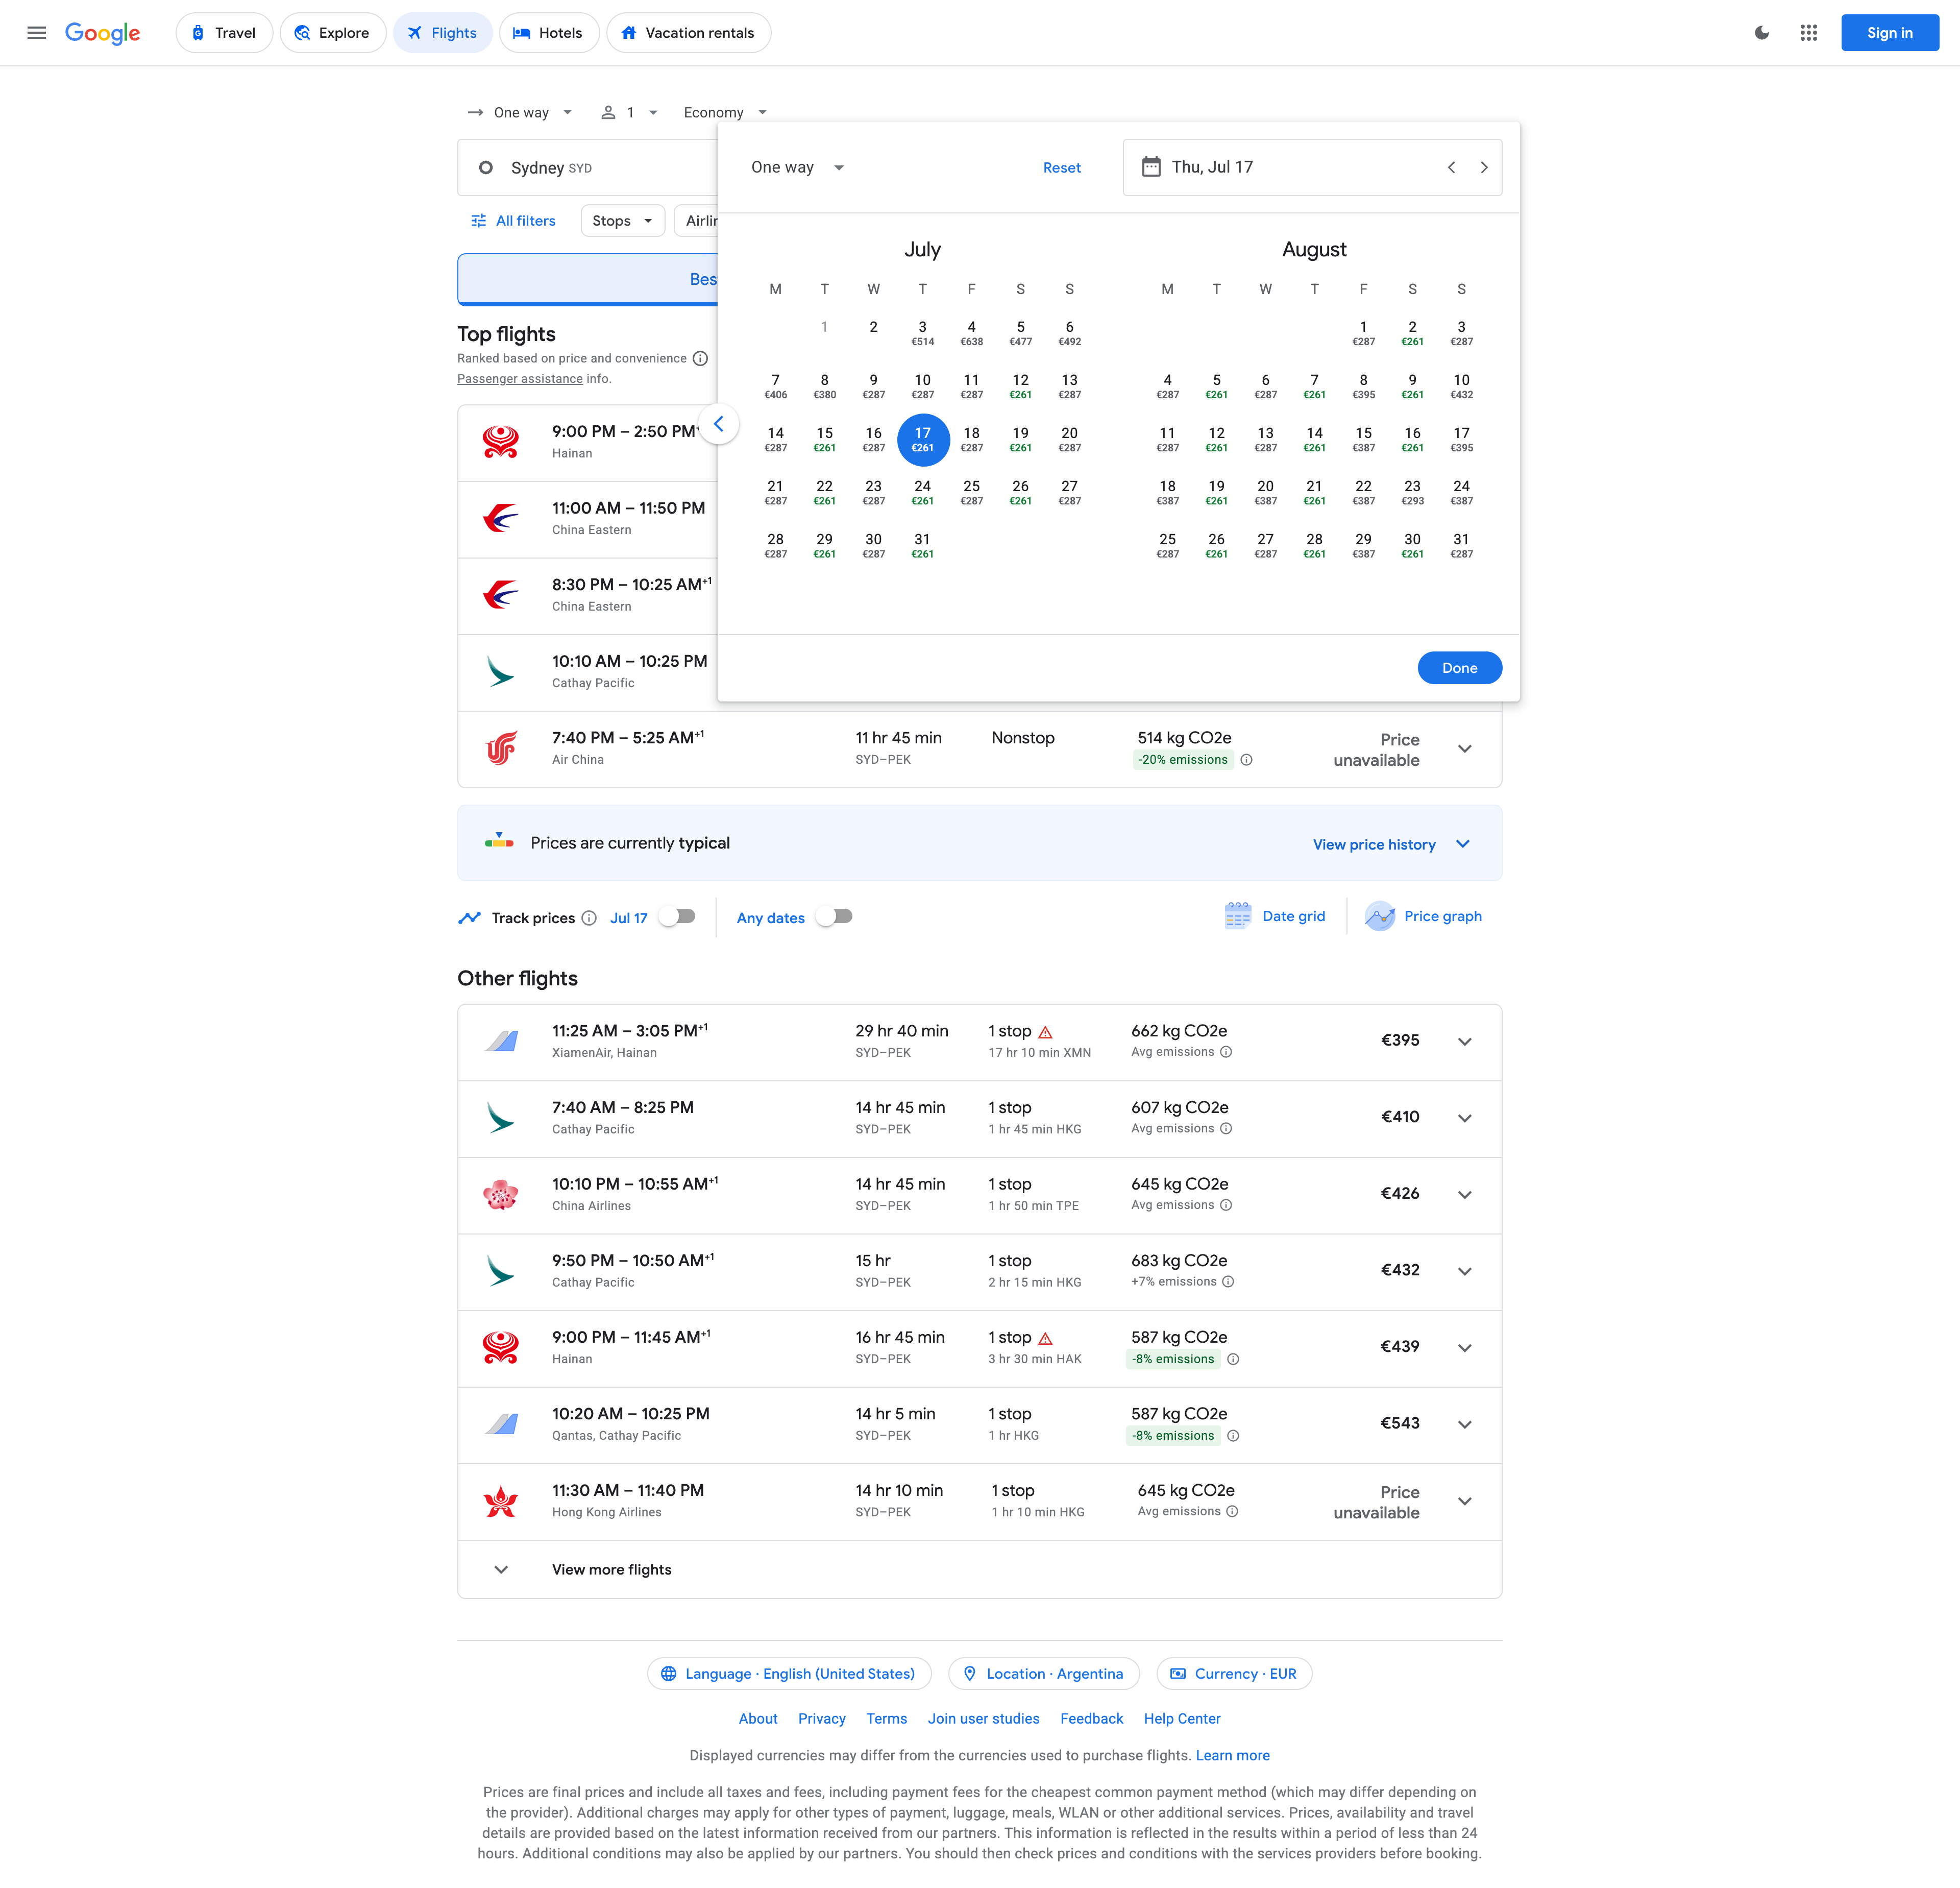 Google
Travel
Explore
Flights
Hotels
Vacation rentals
Sign in
One way
1
Economy
Sydney SYD
One way
Reset
Thu, Jul 17
All filters
Stops
Airlin
Bes
July
August
M T W T F S S
M T W T F S S
1 2 3 4 5 6
€514 €638 €477 €492
1 2 3
€287 €261 €287
7 8 9 10 11 12 13
€406 €380 €287 €287 €287 €261 €287
4 5 6 7 8 9 10
€287 €261 €287 €261 €395 €261 €432
14 15 16 17 18 19 20
€287 €261 €287 €261 €287 €261 €287
11 12 13 14 15 16 17
€287 €261 €287 €261 €387 €261 €395
21 22 23 24 25 26 27
€287 €261 €287 €261 €287 €261 €287
18 19 20 21 22 23 24
€387 €261 €387 €261 €387 €293 €387
28 29 30 31
€287 €261 €287 €261
25 26 27 28 29 30 31
€287 €261 €287 €261 €387 €261 €287
Done
Top flights
Ranked based on price and convenience
Passenger assistance info.
9:00 PM – 2:50 PM
Hainan
11:00 AM – 11:50 PM
China Eastern
8:30 PM – 10:25 AM+1
China Eastern
10:10 AM – 10:25 PM
Cathay Pacific
7:40 PM – 5:25 AM+1
Air China
11 hr 45 min
SYD–PEK
Nonstop
514 kg CO2e
-20% emissions
Price
unavailable
Prices are currently typical
View price history
Track prices
Jul 17
Any dates
Date grid
Price graph
Other flights
11:25 AM – 3:05 PM+1
XiamenAir, Hainan
29 hr 40 min
SYD–PEK
1 stop
17 hr 10 min XMN
662 kg CO2e
Avg emissions
€395
7:40 AM – 8:25 PM
Cathay Pacific
14 hr 45 min
SYD–PEK
1 stop
1 hr 45 min HKG
607 kg CO2e
Avg emissions
€410
10:10 PM – 10:55 AM+1
China Airlines
14 hr 45 min
SYD–PEK
1 stop
1 hr 50 min TPE
645 kg CO2e
Avg emissions
€426
9:50 PM – 10:50 AM+1
Cathay Pacific
15 hr
SYD–PEK
1 stop
2 hr 15 min HKG
683 kg CO2e
+7% emissions
€432
9:00 PM – 11:45 AM+1
Hainan
16 hr 45 min
SYD–PEK
1 stop
3 hr 30 min HAK
587 kg CO2e
-8% emissions
€439
10:20 AM – 10:25 PM
Qantas, Cathay Pacific
14 hr 5 min
SYD–PEK
1 stop
1 hr HKG
587 kg CO2e
-8% emissions
€543
11:30 AM – 11:40 PM
Hong Kong Airlines
14 hr 10 min
SYD–PEK
1 stop
1 hr 10 min HKG
645 kg CO2e
Avg emissions
Price
unavailable
View more flights
Language · English (United States)
Location · Argentina
Currency · EUR
About
Privacy
Terms
Join user studies
Feedback
Help Center
Displayed currencies may differ from the currencies used to purchase flights. Learn more
Prices are final prices and include all taxes and fees, including payment fees for the cheapest common payment method (which may differ depending on
the provider). Additional charges may apply for other types of payment, luggage, meals, WLAN or other additional services. Prices, availability and travel
details are provided based on the latest information received from our partners. This information is reflected in the results within a period of less than 24
hours. Additional conditions may also be applied by our partners. You should then check prices and conditions with the services providers before booking.